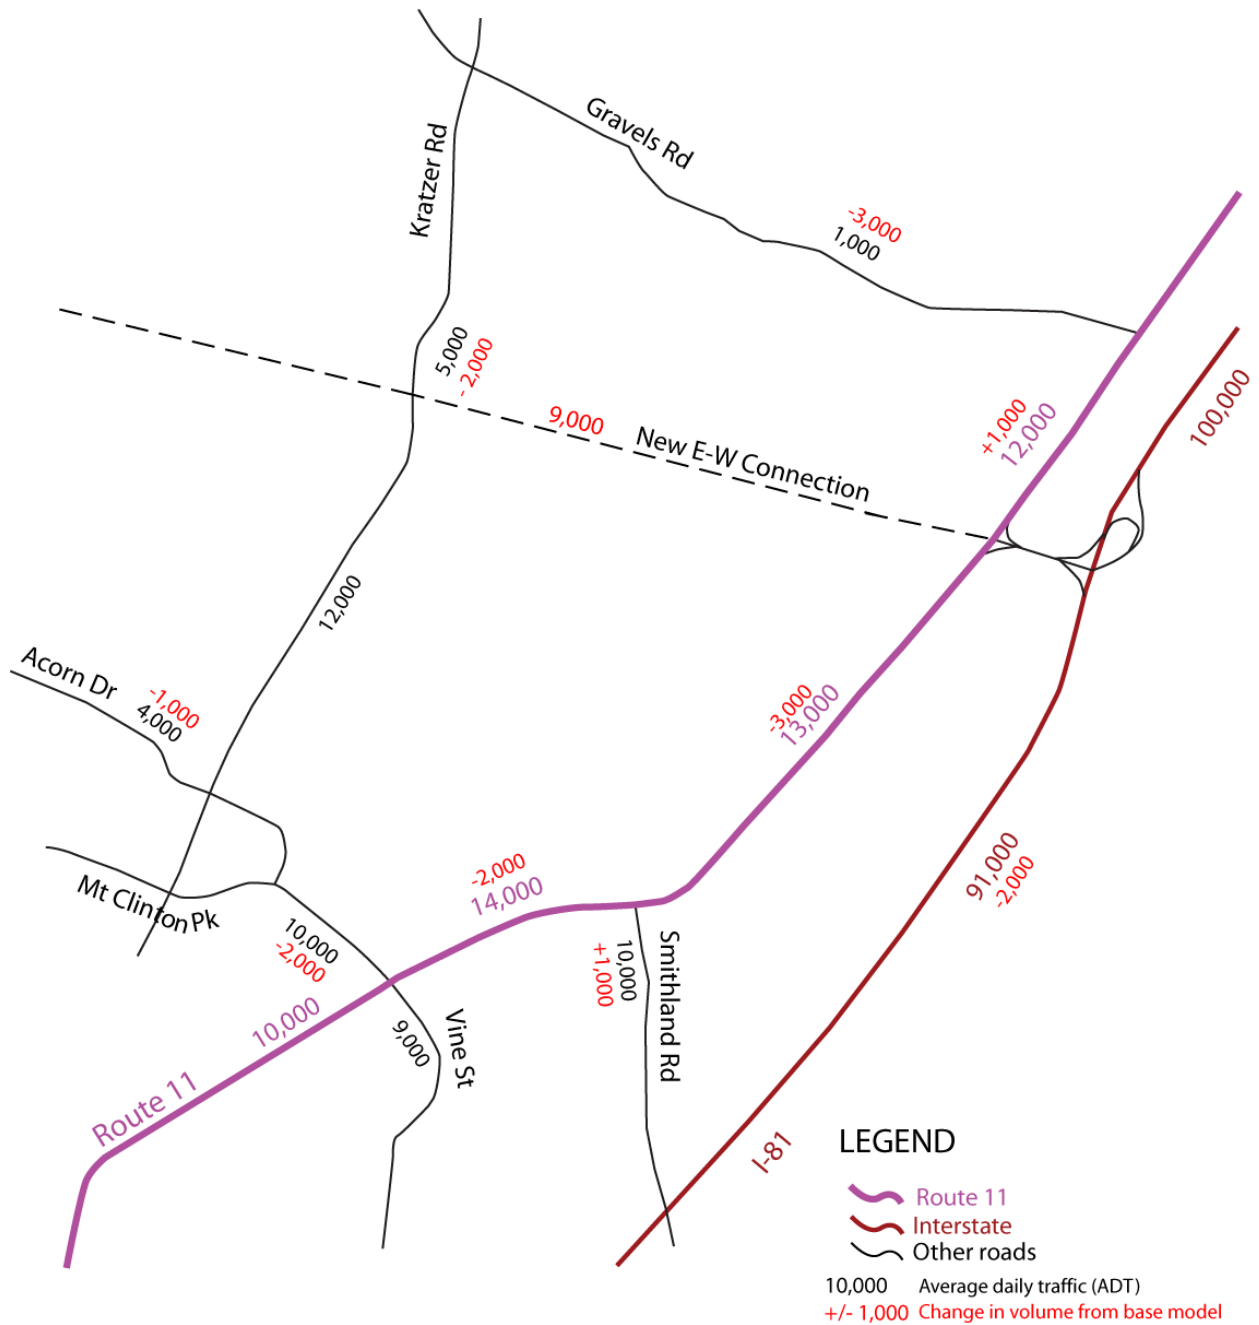 Gravels Rd
Kratzer Rd
-3,000
1,000
5,000
- 2,000
9,000
New E-W Connection
+1,000
12,000
100,000
12,000
Acorn Dr
-1,000
4,000
-3,000
13,000
Mt Clinton Pk
-2,000
14,000
91,000
-2,000
10,000
-2,000
10,000
+1,000
Smithland Rd
10,000
9,000
Vine St
Route 11
I-81
LEGEND
Route 11
Interstate
Other roads
10,000 Average daily traffic (ADT)
+/- 1,000 Change in volume from base model